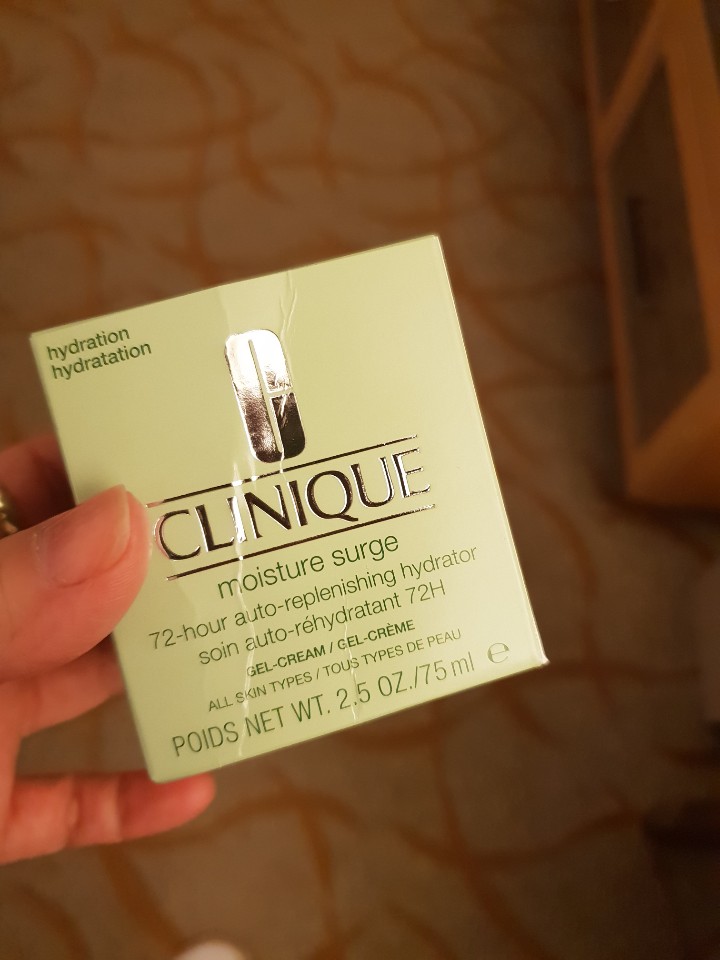 hydration
hydratation
CLINIQUE
moisture surge
72-hour auto-replenishing hydrator
soin auto-réhydratant 72H
GEL-CREAM / GEL-CRÈME
ALL SKIN TYPES / TOUS TYPES DE PEAU
POIDS NET WT. 2.5 OZ./75 ml ℮